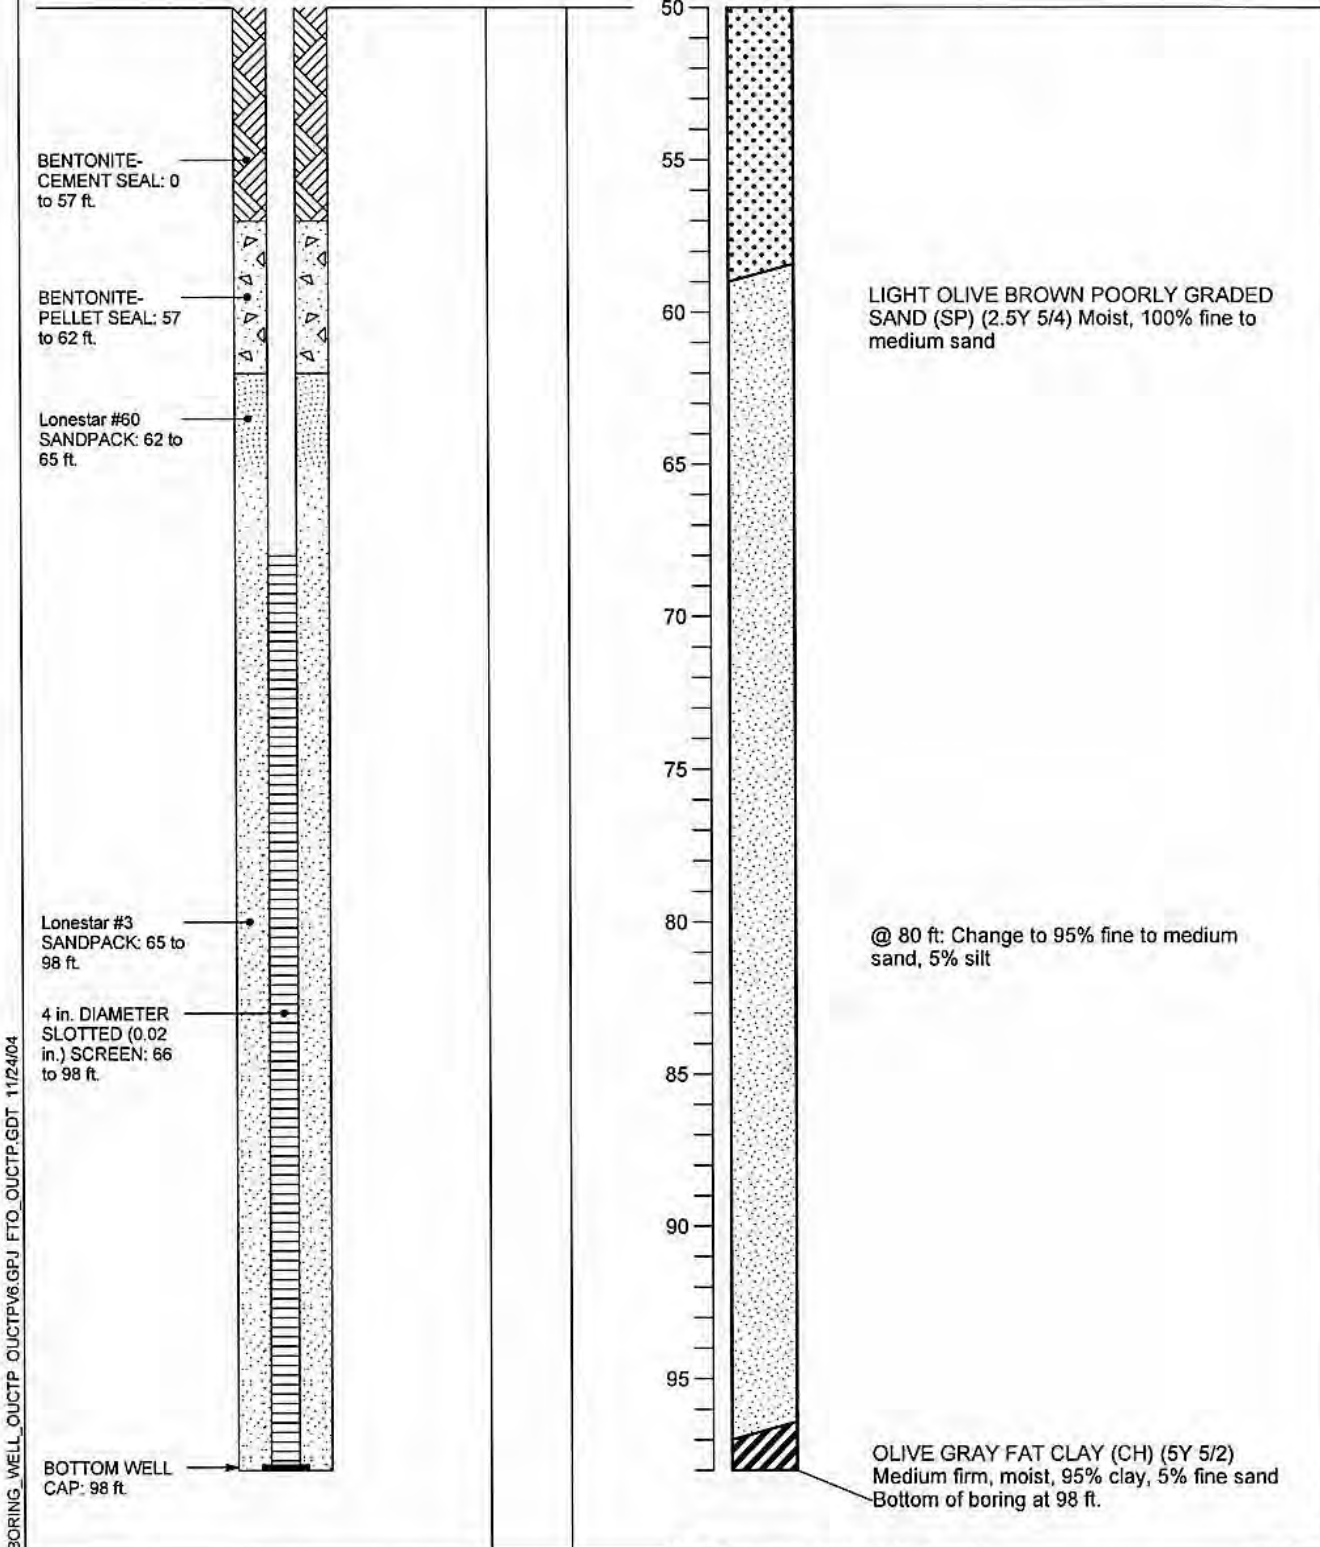 50
BENTONITE-
CEMENT SEAL: 0
to 57 ft.
55
BENTONITE-
PELLET SEAL: 57
to 62 ft.
LIGHT OLIVE BROWN POORLY GRADED
SAND (SP) (2.5Y 5/4) Moist, 100% fine to
medium sand
60
Lonestar #60
SANDPACK: 62 to
65 ft.
65
70
75
Lonestar #3
SANDPACK: 65 to
98 ft.
80
@ 80 ft: Change to 95% fine to medium
sand, 5% silt
4 in. DIAMETER
SLOTTED (0.02
in.) SCREEN: 66
to 98 ft.
85
90
95
BOTTOM WELL
CAP: 98 ft.
OLIVE GRAY FAT CLAY (CH) (5Y 5/2)
Medium firm, moist, 95% clay, 5% fine sand
Bottom of boring at 98 ft.
BORING_WELL_OUCTP OUCTPV6.GPJ FTO_OUCTP.GDT 11/24/04